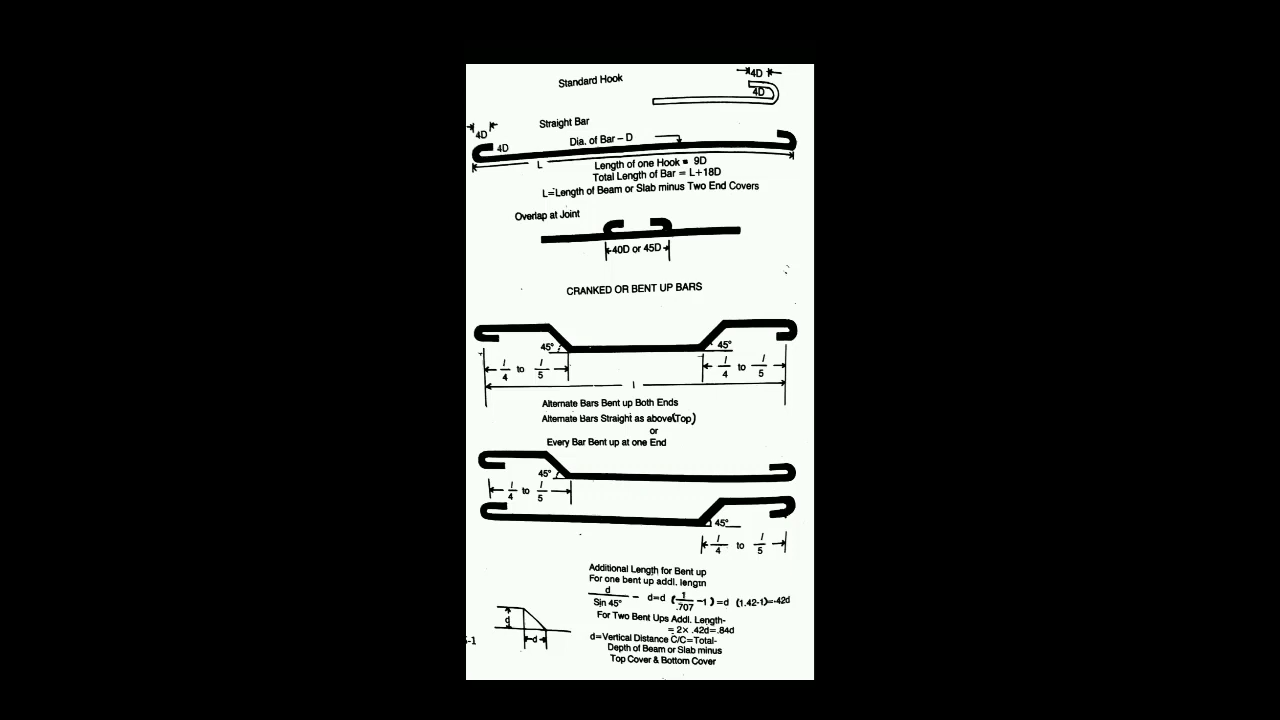 Standard Hook
4D
4D
Straight Bar
4D
4D
Dia. of Bar – D
L
Length of one Hook = 9D
Total Length of Bar = L+18D
L=Length of Beam or Slab minus Two End Covers
Overlap at Joint
40D or 45D
CRANKED OR BENT UP BARS
45° 45°
l/4 to l/5 l/4 to l/5
l
Alternate Bars Bent up Both Ends
Alternate Bars Straight as above(Top)
or
Every Bar Bent up at one End
45°
l/4 to l/5
45°
l/4 to l/5
Additional Length for Bent up
For one bent up addl. length
d/Sin 45° – d=d (1/.707 –1)=d (1.42-1)=.42d
For Two Bent Ups Addl. Length-
= 2× .42d=.84d
d=Vertical Distance C/C=Total-
Depth of Beam or Slab minus
Top Cover & Bottom Cover
d
d
-1